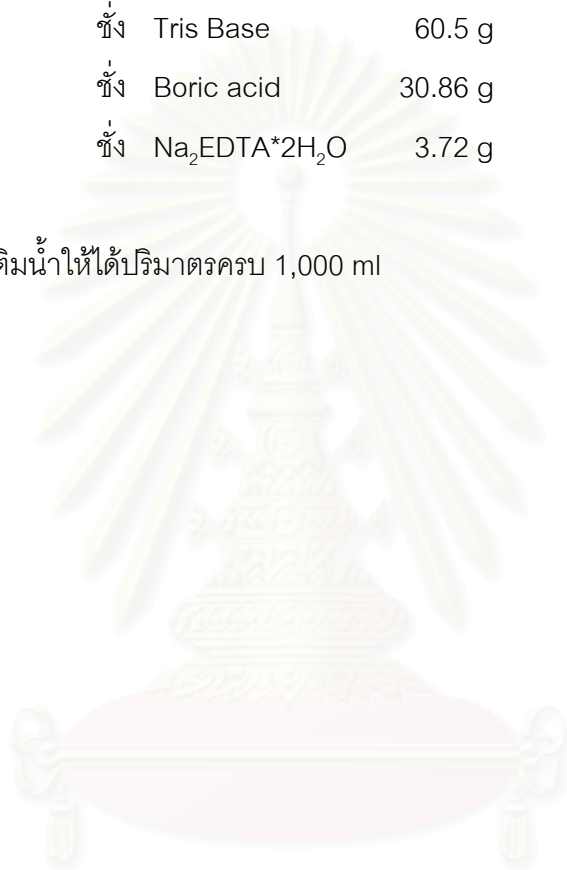 ชั่ง Tris Base 60.5 g
ชั่ง Boric acid 30.86 g
ชั่ง Na₂EDTA*2H₂O 3.72 g
ติมน้ำให้ได้ปริมาตรครบ 1,000 ml